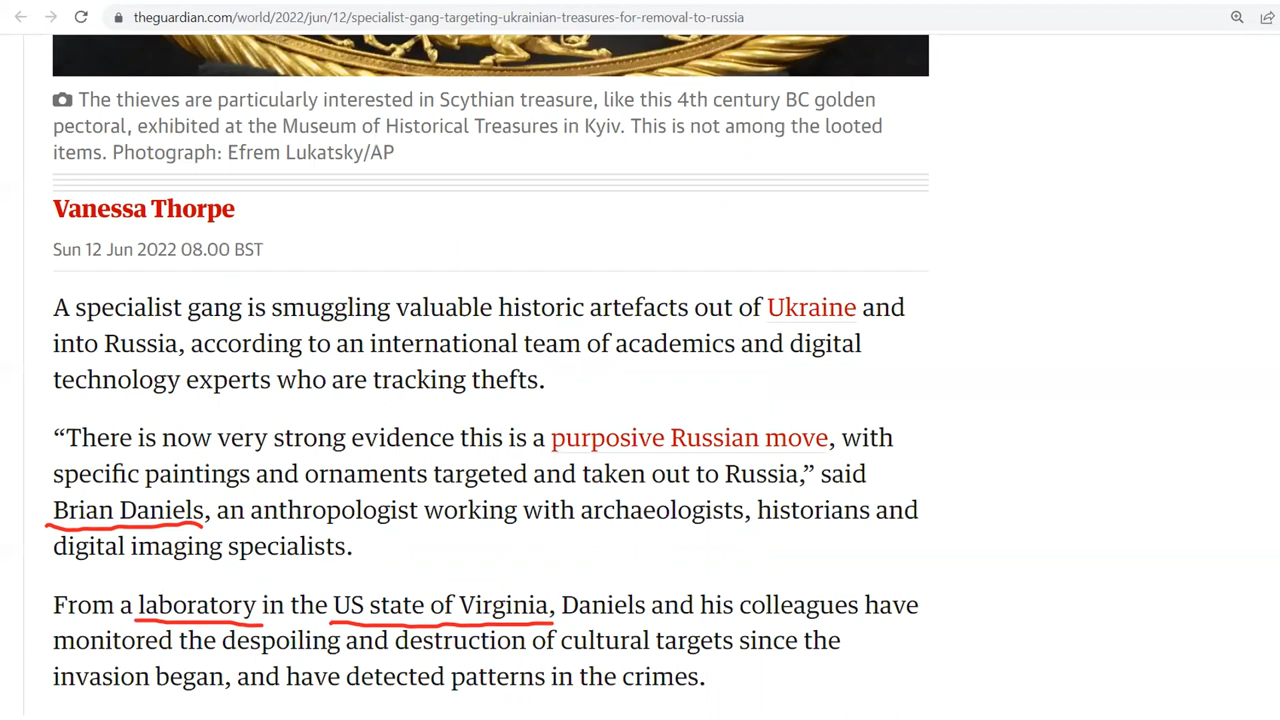 theguardian.com/world/2022/jun/12/specialist-gang-targeting-ukrainian-treasures-for-removal-to-russia
The thieves are particularly interested in Scythian treasure, like this 4th century BC golden
pectoral, exhibited at the Museum of Historical Treasures in Kyiv. This is not among the looted
items. Photograph: Efrem Lukatsky/AP
Vanessa Thorpe
Sun 12 Jun 2022 08.00 BST
A specialist gang is smuggling valuable historic artefacts out of Ukraine and
into Russia, according to an international team of academics and digital
technology experts who are tracking thefts.
“There is now very strong evidence this is a purposive Russian move, with
specific paintings and ornaments targeted and taken out to Russia,” said
Brian Daniels, an anthropologist working with archaeologists, historians and
digital imaging specialists.
From a laboratory in the US state of Virginia, Daniels and his colleagues have
monitored the despoiling and destruction of cultural targets since the
invasion began, and have detected patterns in the crimes.